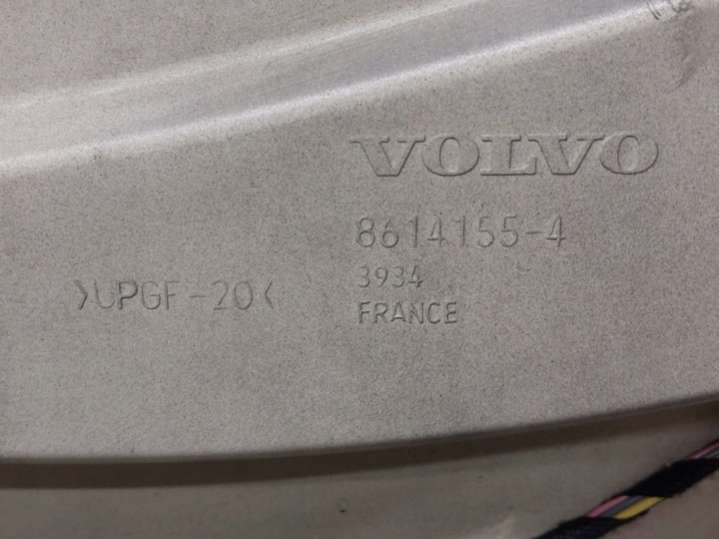 VOLVO
8614155-4
>UPGF-20<
3934
FRANCE